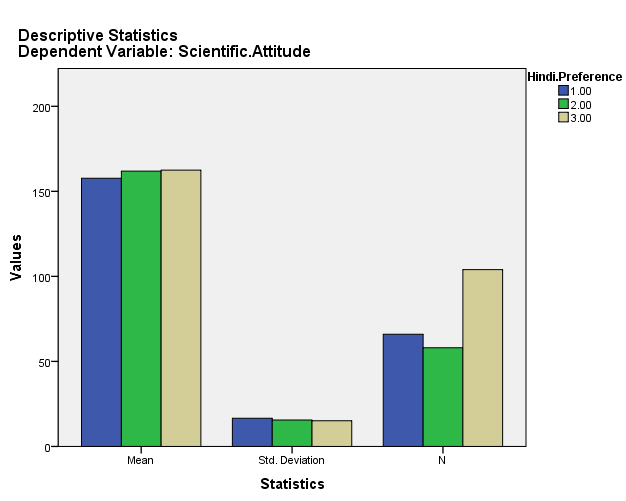 Descriptive Statistics
Dependent Variable: Scientific.Attitude
Hindi.Preference
1.00
2.00
3.00
200
150
100
50
0
Values
Mean
Std. Deviation
N
Statistics